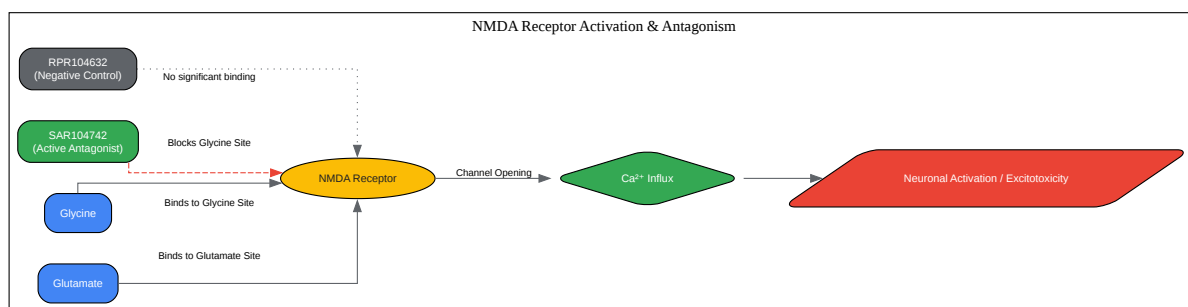 NMDA Receptor Activation & Antagonism
RPR104632
(Negative Control)
No significant binding
SAR104742
(Active Antagonist)
Blocks Glycine Site
NMDA Receptor
Channel Opening
Ca²⁺ Influx
Neuronal Activation / Excitotoxicity
Glycine
Binds to Glycine Site
Binds to Glutamate Site
Glutamate